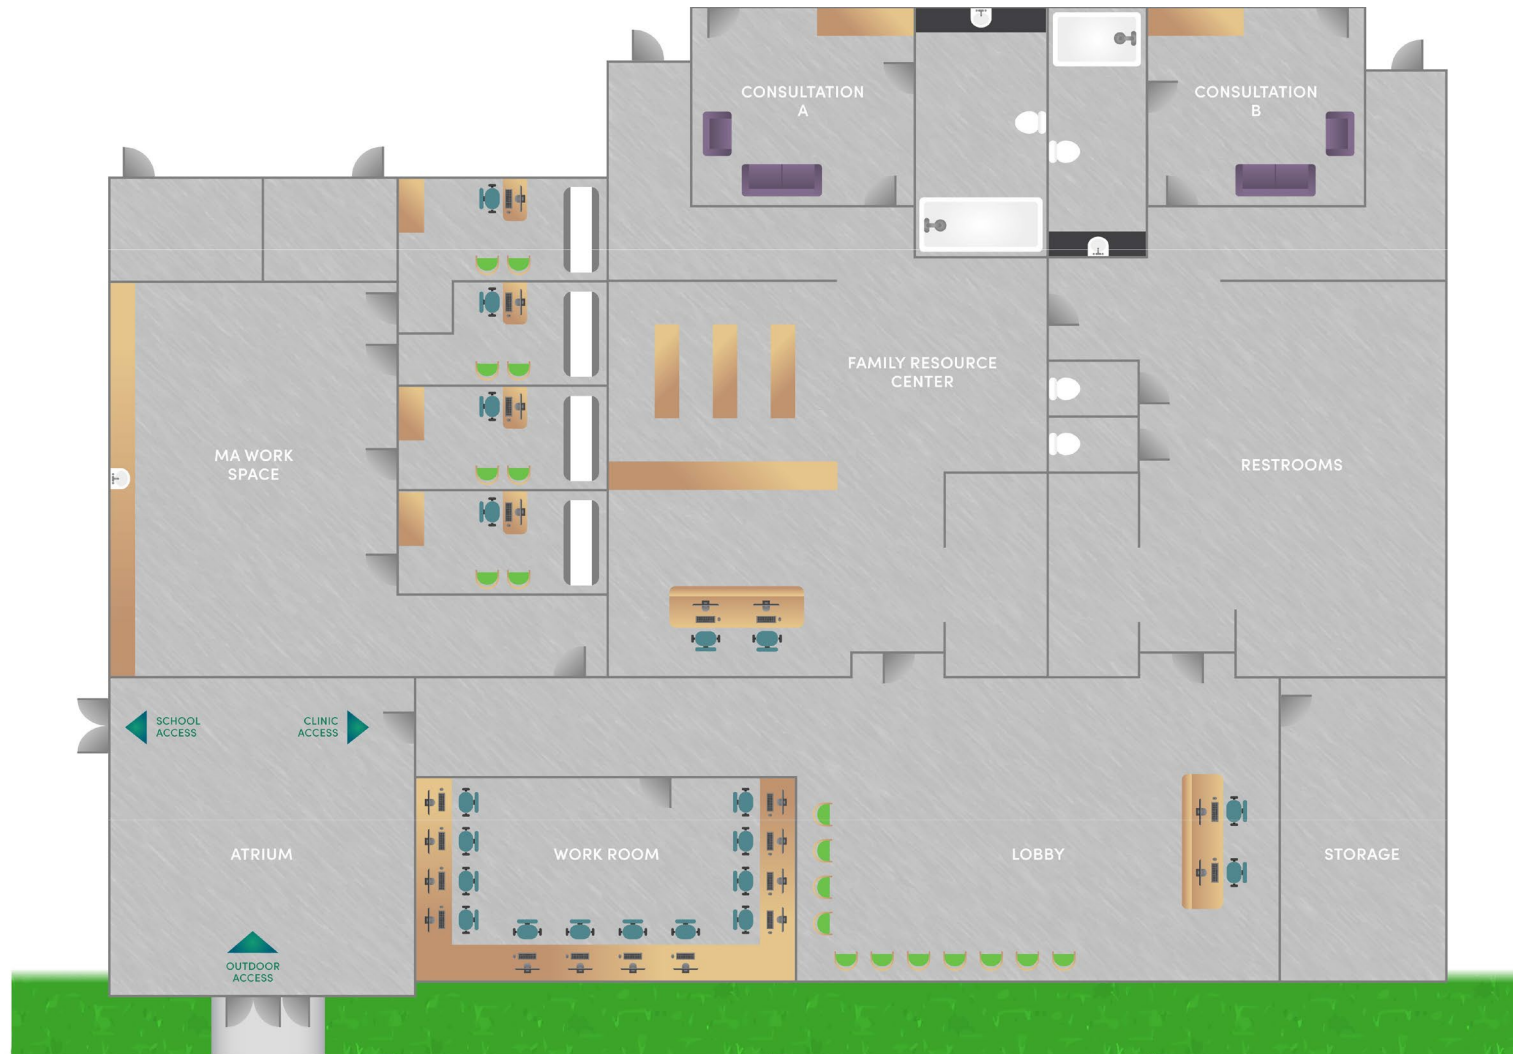 CONSULTATION
A
CONSULTATION
B
FAMILY RESOURCE
CENTER
MA WORK
SPACE
RESTROOMS
SCHOOL
ACCESS
CLINIC
ACCESS
ATRIUM
WORK ROOM
LOBBY
STORAGE
OUTDOOR
ACCESS